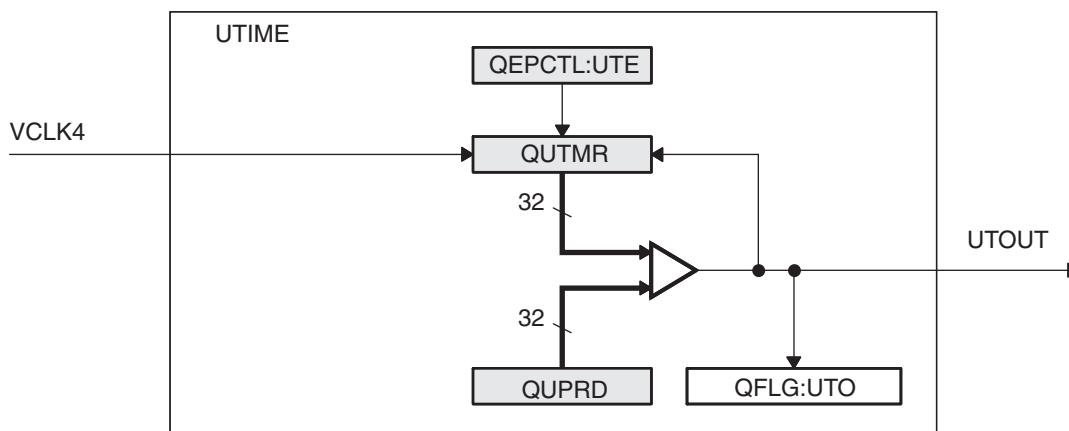 UTIME
QEPCTL:UTE
VCLK4
QUTMR
32
UTOUT
32
QUPRD
QFLG:UTO